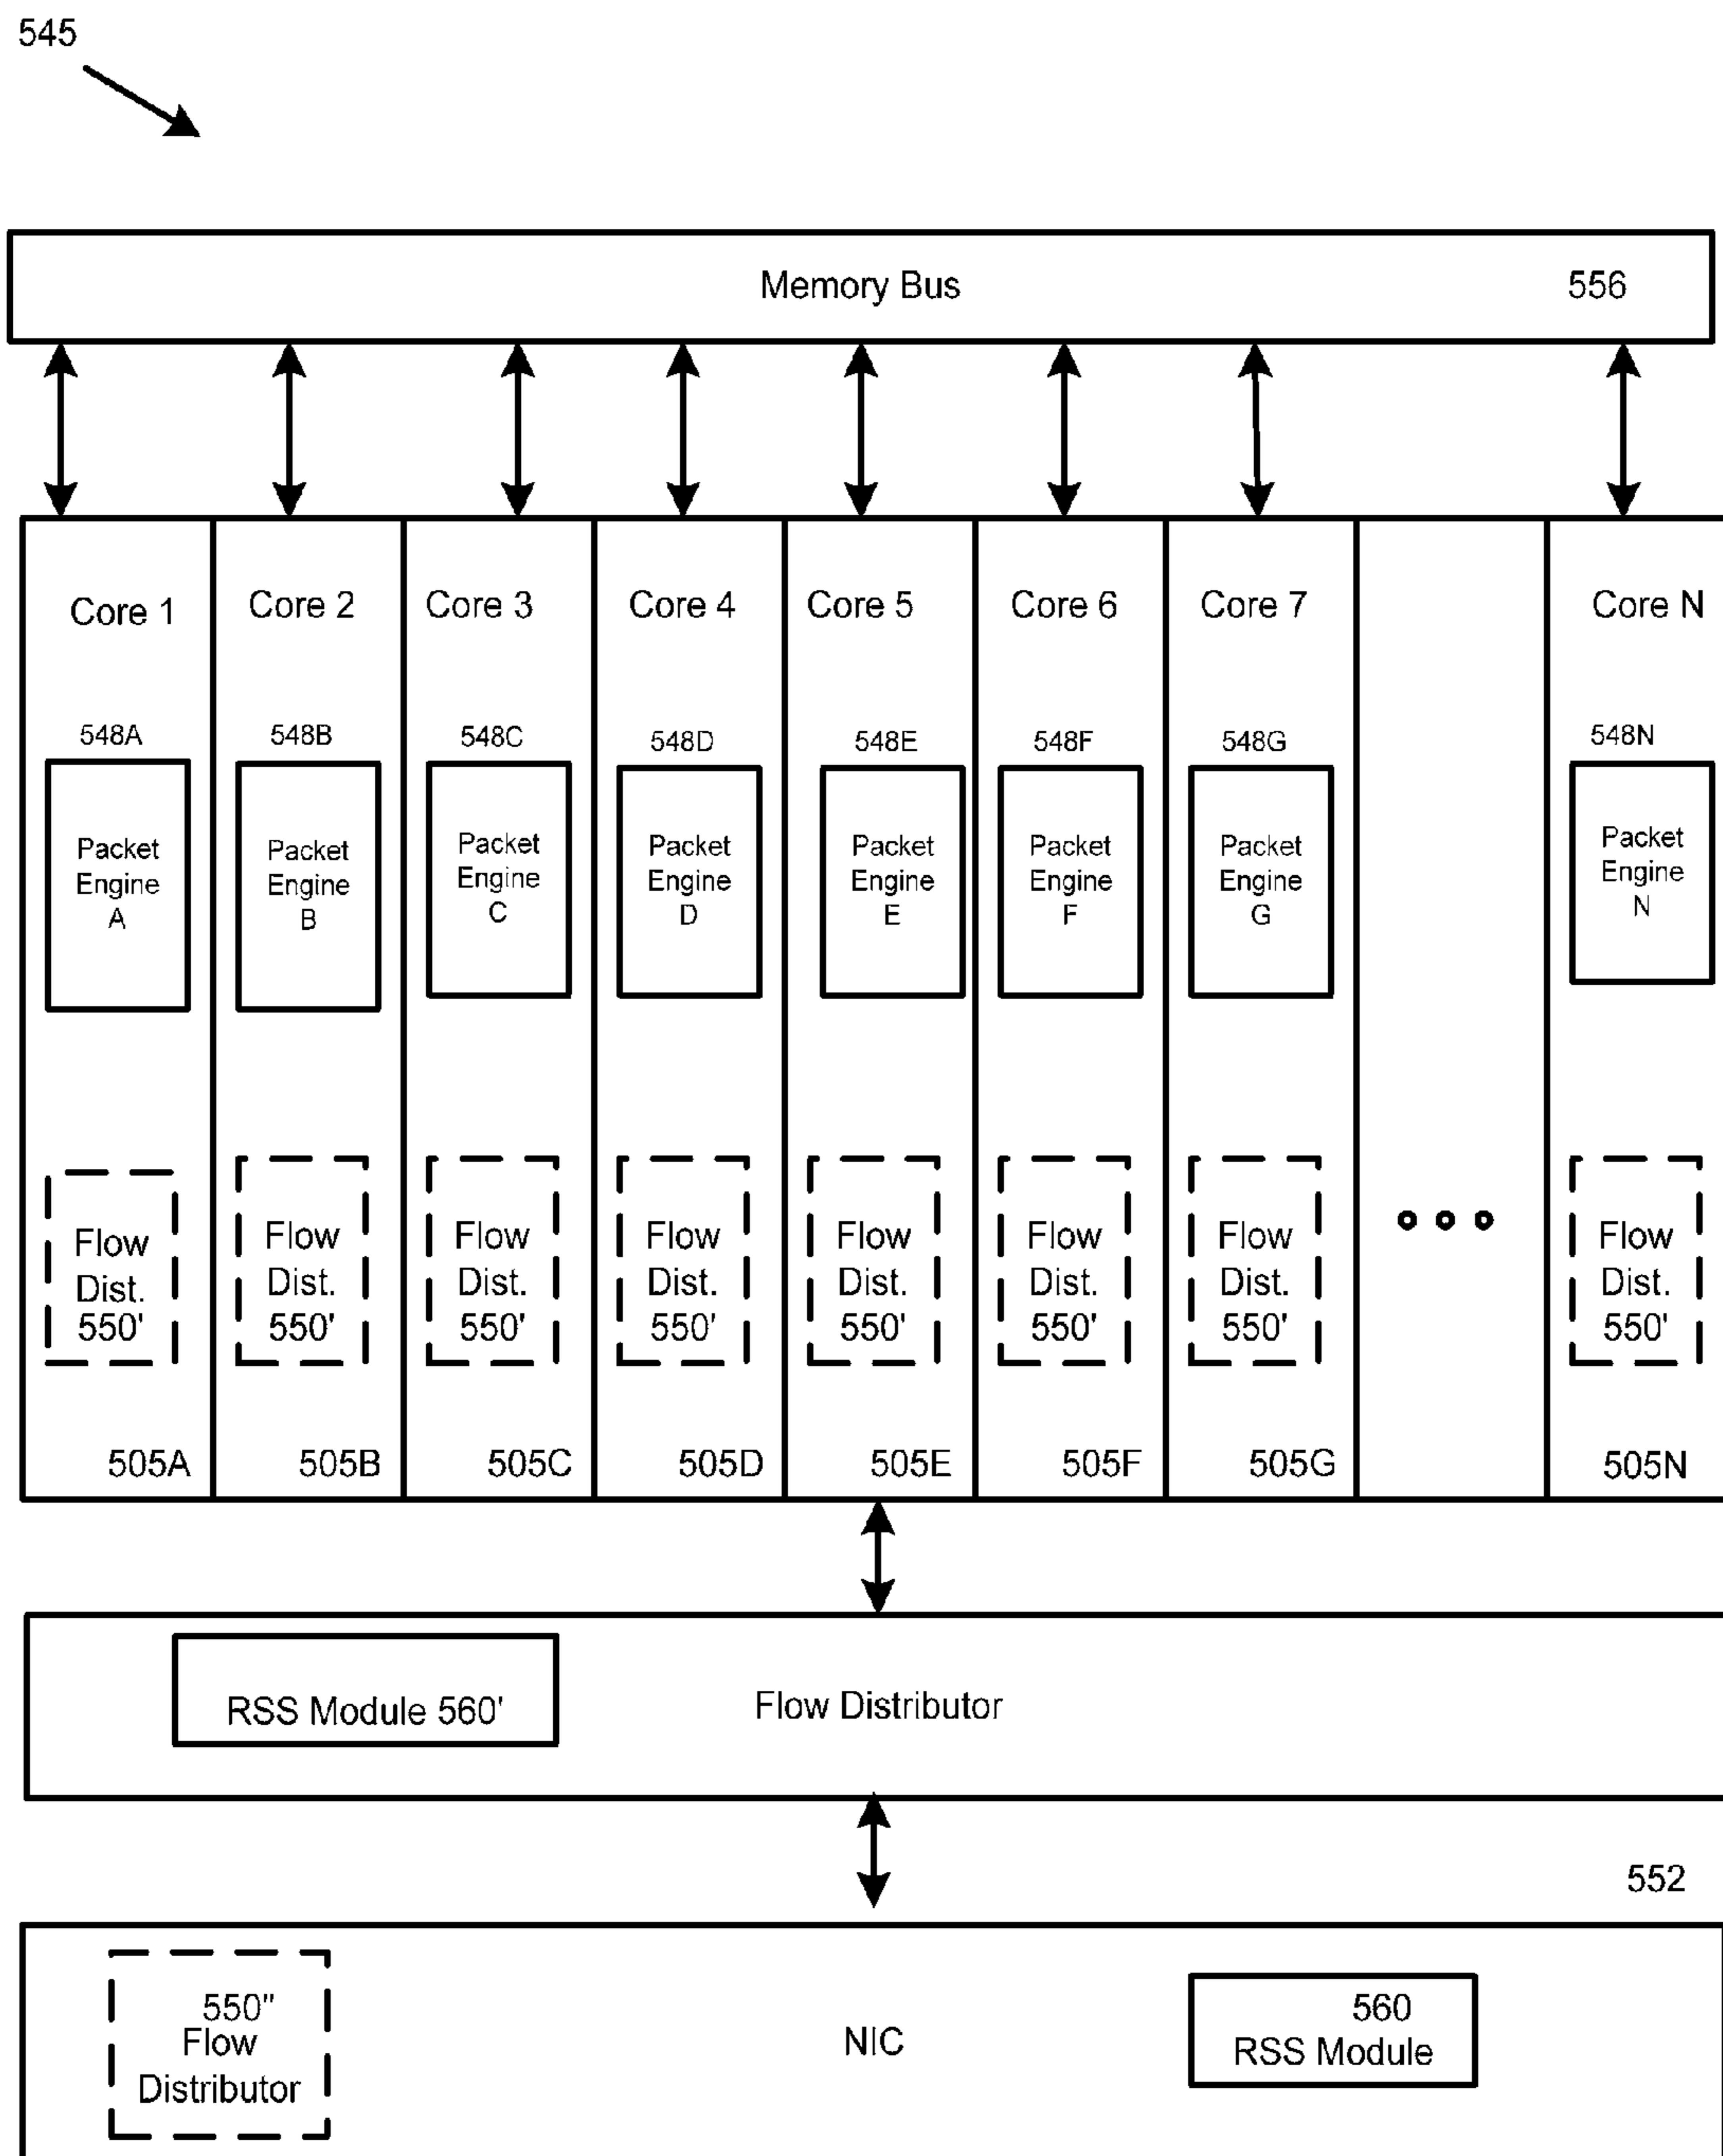 545
Memory Bus 556
Core 1 Core 2 Core 3 Core 4 Core 5 Core 6 Core 7 Core N
548A 548B 548C 548D 548E 548F 548G 548N
Packet Packet Packet Packet Packet Packet Packet Packet
Engine Engine Engine Engine Engine Engine Engine Engine
A B C D E F G N
Flow Flow Flow Flow Flow Flow Flow Flow
Dist. Dist. Dist. Dist. Dist. Dist. Dist. Dist.
550' 550' 550' 550' 550' 550' 550' 550'
505A 505B 505C 505D 505E 505F 505G 505N
RSS Module 560' Flow Distributor
552
550" 560
Flow NIC RSS Module
Distributor